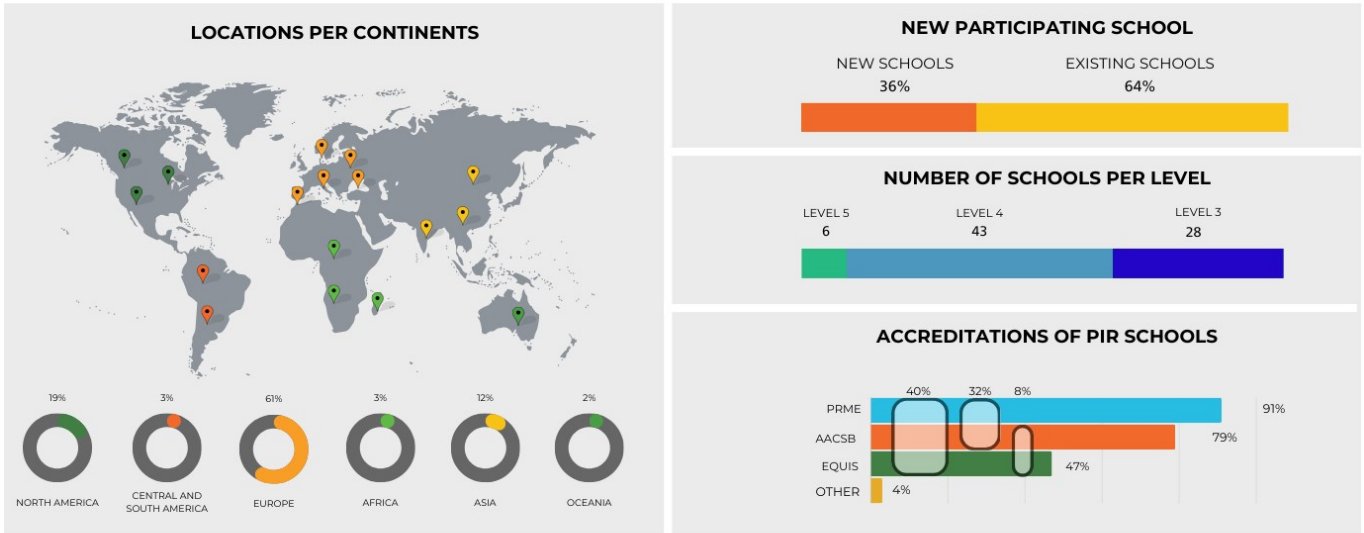 LOCATIONS PER CONTINENTS
19%
3%
61%
3%
12%
2%
NORTH AMERICA
CENTRAL AND
SOUTH AMERICA
EUROPE
AFRICA
ASIA
OCEANIA
NEW PARTICIPATING SCHOOL
NEW SCHOOLS
36%
EXISTING SCHOOLS
64%
NUMBER OF SCHOOLS PER LEVEL
LEVEL 5
6
LEVEL 4
43
LEVEL 3
28
ACCREDITATIONS OF PIR SCHOOLS
40%
32%
8%
PRME
91%
AACSB
79%
EQUIS
47%
OTHER
4%